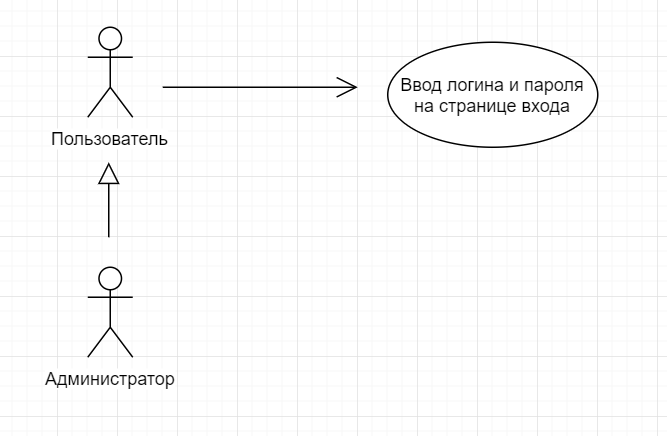 Ввод логина и пароля
на странице входа
Пользователь
Администратор